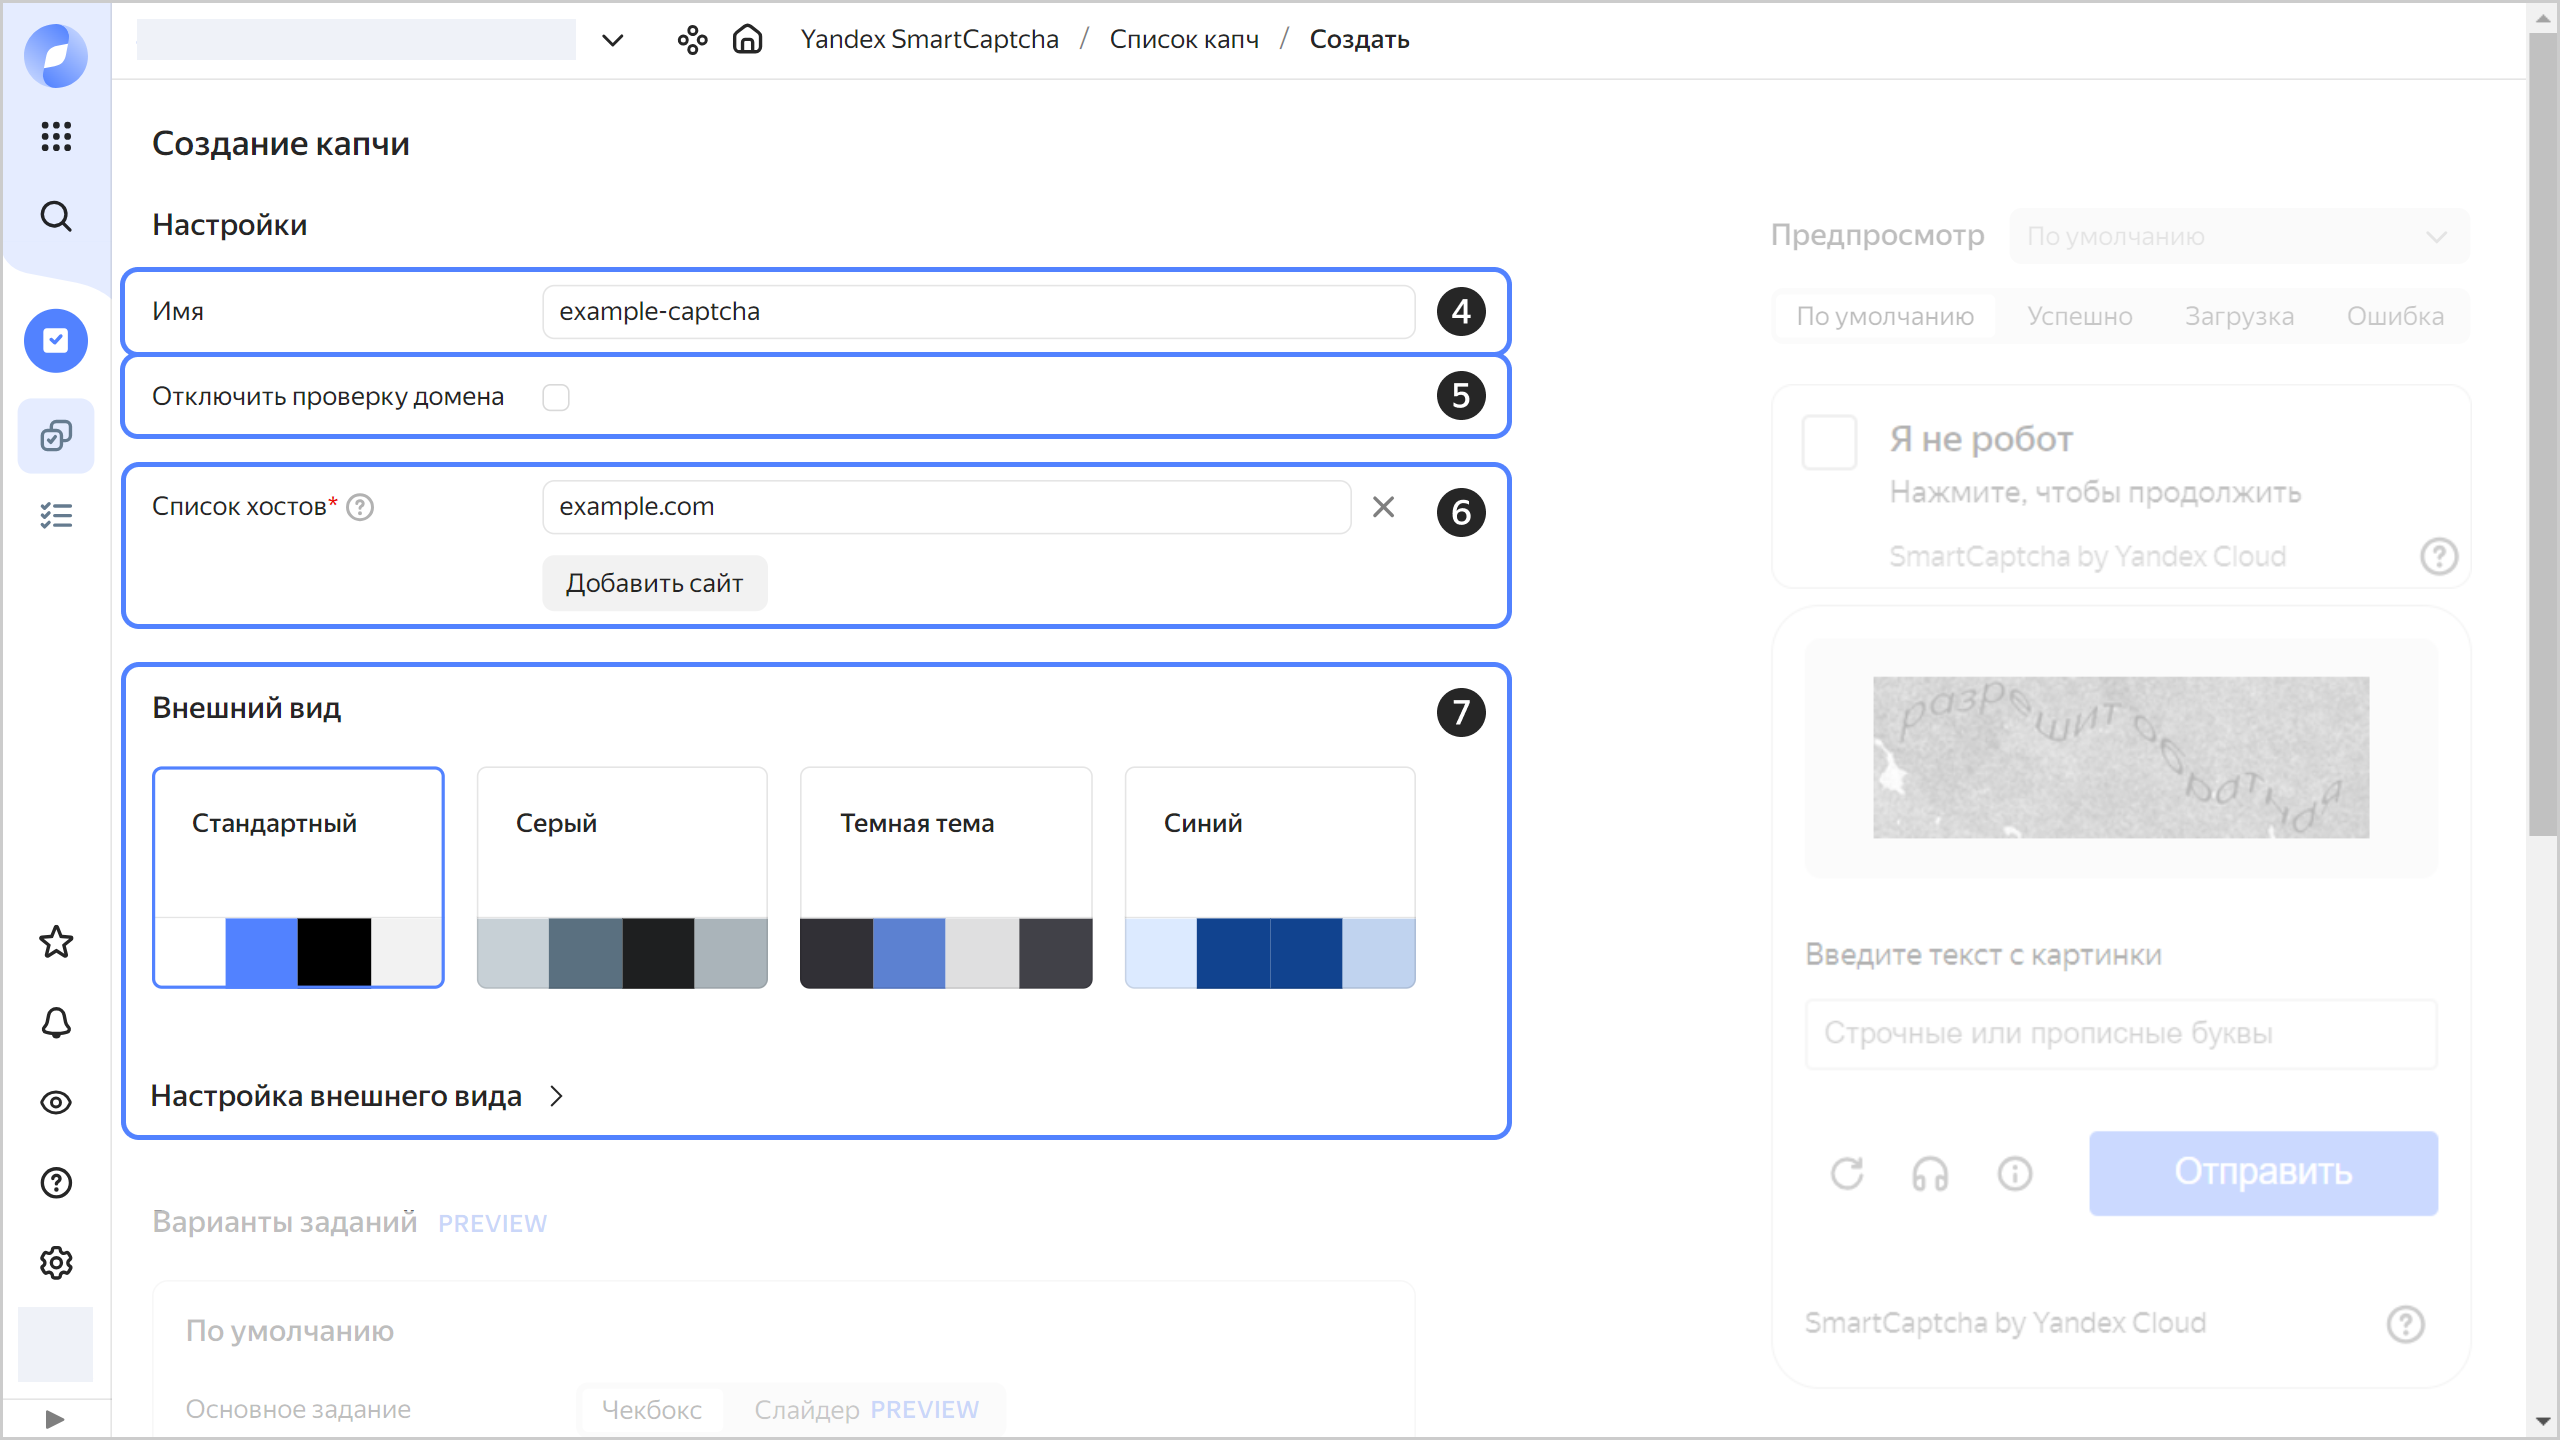 Yandex SmartCaptcha / Список капч / Создать
Создание капчи
Настройки
Имя
example-captcha
4
Отключить проверку домена
5
Список хостов*
example.com
6
Добавить сайт
Внешний вид
7
Стандартный
Серый
Темная тема
Синий
Настройка внешнего вида
Варианты заданий PREVIEW
По умолчанию
Основное задание
Чекбокс
Слайдер PREVIEW
Предпросмотр
По умолчанию
По умолчанию
Успешно
Загрузка
Ошибка
Я не робот
Нажмите, чтобы продолжить
SmartCaptcha by Yandex Cloud
Введите текст с картинки
Строчные или прописные буквы
Отправить
SmartCaptcha by Yandex Cloud